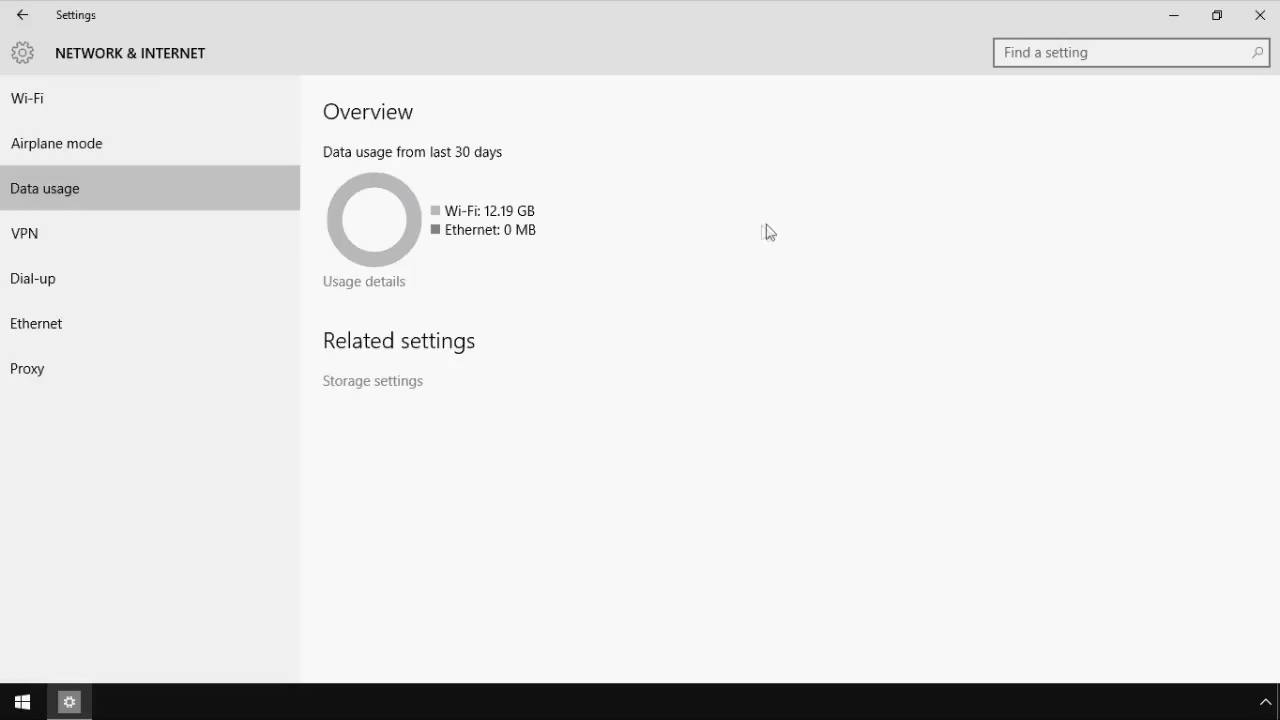 Settings
NETWORK & INTERNET
Find a setting
Wi-Fi
Airplane mode
Data usage
VPN
Dial-up
Ethernet
Proxy
Overview
Data usage from last 30 days
Wi-Fi: 12.19 GB
Ethernet: 0 MB
Usage details
Related settings
Storage settings